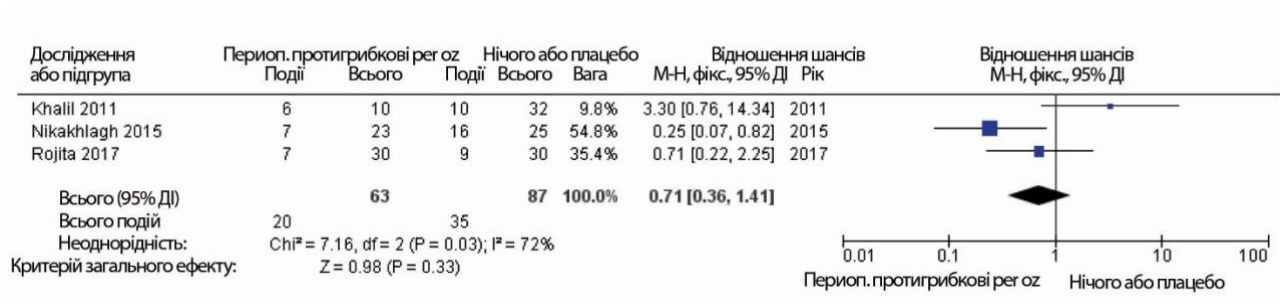 Дослідження Периоп. протигрибкові per oz Нічого або плацебо Відношення шансів Відношення шансів
або підгрупа Події Всього Події Всього Вага М-Н, фікс., 95% ДІ Рік М-Н, фікс., 95% ДІ
Khalil 2011 6 10 10 32 9.8% 3.30 [0.76, 14.34] 2011
Nikakhlagh 2015 7 23 16 25 54.8% 0.25 [0.07, 0.82] 2015
Rojita 2017 7 30 9 30 35.4% 0.71 [0.22, 2.25] 2017
Всього (95% ДІ) 63 87 100.0% 0.71 [0.36, 1.41]
Всього подій 20 35
Неоднорідність: Chi² = 7.16, df = 2 (P = 0.03); I² = 72%
Критерій загального ефекту: Z = 0.98 (P = 0.33)
0.01 0.1 1 10 100
Периоп. протигрибкові per oz Нічого або плацебо